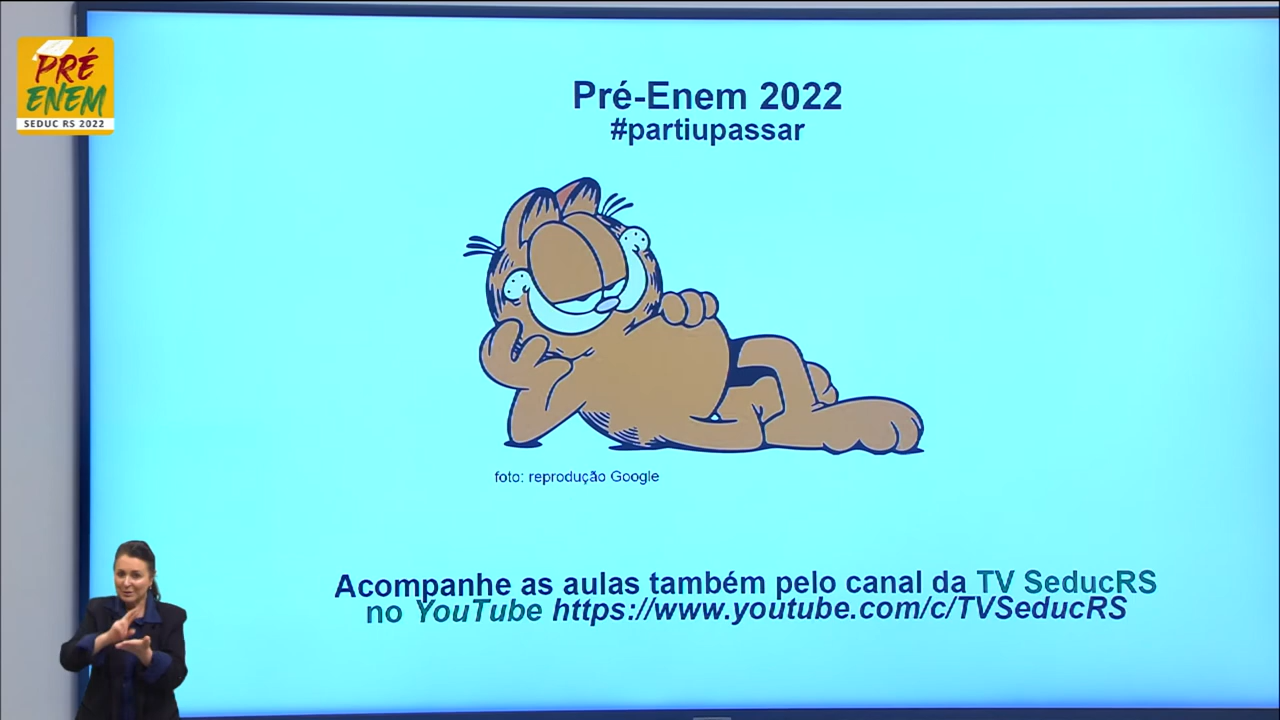 PRÉ
ENEM
SEDUC RS 2022
Pré-Enem 2022
#partiupassar
foto: reprodução Google
Acompanhe as aulas também pelo canal da TV SeducRS
no YouTube https://www.youtube.com/c/TVSeducRS